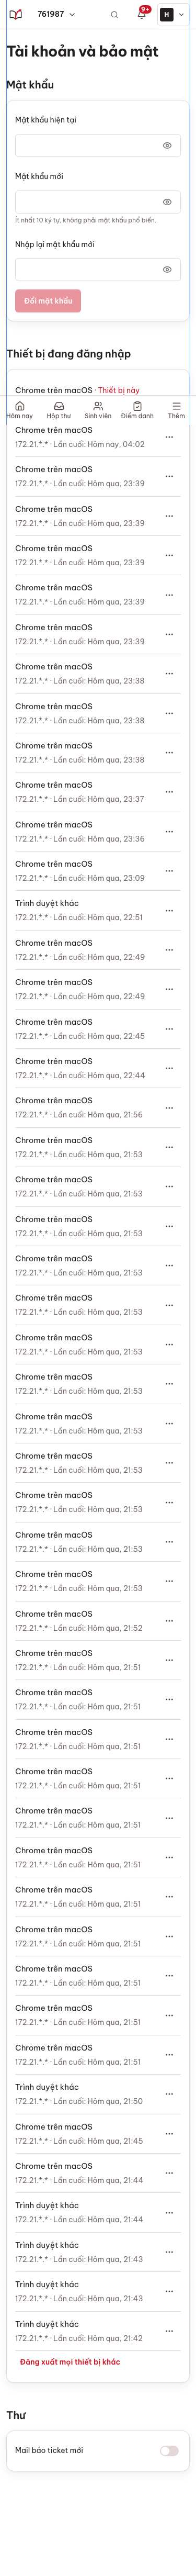 761987
9+
H
Tài khoản và bảo mật
Mật khẩu
Mật khẩu hiện tại
Mật khẩu mới
Ít nhất 10 ký tự, không phải mật khẩu phổ biến.
Nhập lại mật khẩu mới
Đổi mật khẩu
Thiết bị đang đăng nhập
Chrome trên macOS · Thiết bị này
Hôm nay
Hộp thư
Sinh viên
Điểm danh
Thêm
Chrome trên macOS
172.21.*.* · Lần cuối: Hôm nay, 04:02
Chrome trên macOS
172.21.*.* · Lần cuối: Hôm qua, 23:39
Chrome trên macOS
172.21.*.* · Lần cuối: Hôm qua, 23:39
Chrome trên macOS
172.21.*.* · Lần cuối: Hôm qua, 23:39
Chrome trên macOS
172.21.*.* · Lần cuối: Hôm qua, 23:39
Chrome trên macOS
172.21.*.* · Lần cuối: Hôm qua, 23:39
Chrome trên macOS
172.21.*.* · Lần cuối: Hôm qua, 23:38
Chrome trên macOS
172.21.*.* · Lần cuối: Hôm qua, 23:38
Chrome trên macOS
172.21.*.* · Lần cuối: Hôm qua, 23:38
Chrome trên macOS
172.21.*.* · Lần cuối: Hôm qua, 23:37
Chrome trên macOS
172.21.*.* · Lần cuối: Hôm qua, 23:36
Chrome trên macOS
172.21.*.* · Lần cuối: Hôm qua, 23:09
Trình duyệt khác
172.21.*.* · Lần cuối: Hôm qua, 22:51
Chrome trên macOS
172.21.*.* · Lần cuối: Hôm qua, 22:49
Chrome trên macOS
172.21.*.* · Lần cuối: Hôm qua, 22:49
Chrome trên macOS
172.21.*.* · Lần cuối: Hôm qua, 22:45
Chrome trên macOS
172.21.*.* · Lần cuối: Hôm qua, 22:44
Chrome trên macOS
172.21.*.* · Lần cuối: Hôm qua, 21:56
Chrome trên macOS
172.21.*.* · Lần cuối: Hôm qua, 21:53
Chrome trên macOS
172.21.*.* · Lần cuối: Hôm qua, 21:53
Chrome trên macOS
172.21.*.* · Lần cuối: Hôm qua, 21:53
Chrome trên macOS
172.21.*.* · Lần cuối: Hôm qua, 21:53
Chrome trên macOS
172.21.*.* · Lần cuối: Hôm qua, 21:53
Chrome trên macOS
172.21.*.* · Lần cuối: Hôm qua, 21:53
Chrome trên macOS
172.21.*.* · Lần cuối: Hôm qua, 21:53
Chrome trên macOS
172.21.*.* · Lần cuối: Hôm qua, 21:53
Chrome trên macOS
172.21.*.* · Lần cuối: Hôm qua, 21:53
Chrome trên macOS
172.21.*.* · Lần cuối: Hôm qua, 21:53
Chrome trên macOS
172.21.*.* · Lần cuối: Hôm qua, 21:53
Chrome trên macOS
172.21.*.* · Lần cuối: Hôm qua, 21:53
Chrome trên macOS
172.21.*.* · Lần cuối: Hôm qua, 21:52
Chrome trên macOS
172.21.*.* · Lần cuối: Hôm qua, 21:51
Chrome trên macOS
172.21.*.* · Lần cuối: Hôm qua, 21:51
Chrome trên macOS
172.21.*.* · Lần cuối: Hôm qua, 21:51
Chrome trên macOS
172.21.*.* · Lần cuối: Hôm qua, 21:51
Chrome trên macOS
172.21.*.* · Lần cuối: Hôm qua, 21:51
Chrome trên macOS
172.21.*.* · Lần cuối: Hôm qua, 21:51
Chrome trên macOS
172.21.*.* · Lần cuối: Hôm qua, 21:51
Chrome trên macOS
172.21.*.* · Lần cuối: Hôm qua, 21:51
Chrome trên macOS
172.21.*.* · Lần cuối: Hôm qua, 21:51
Chrome trên macOS
172.21.*.* · Lần cuối: Hôm qua, 21:51
Chrome trên macOS
172.21.*.* · Lần cuối: Hôm qua, 21:51
Trình duyệt khác
172.21.*.* · Lần cuối: Hôm qua, 21:50
Chrome trên macOS
172.21.*.* · Lần cuối: Hôm qua, 21:45
Chrome trên macOS
172.21.*.* · Lần cuối: Hôm qua, 21:44
Trình duyệt khác
172.21.*.* · Lần cuối: Hôm qua, 21:44
Trình duyệt khác
172.21.*.* · Lần cuối: Hôm qua, 21:43
Trình duyệt khác
172.21.*.* · Lần cuối: Hôm qua, 21:43
Trình duyệt khác
172.21.*.* · Lần cuối: Hôm qua, 21:42
Đăng xuất mọi thiết bị khác
Thư
Mail báo ticket mới